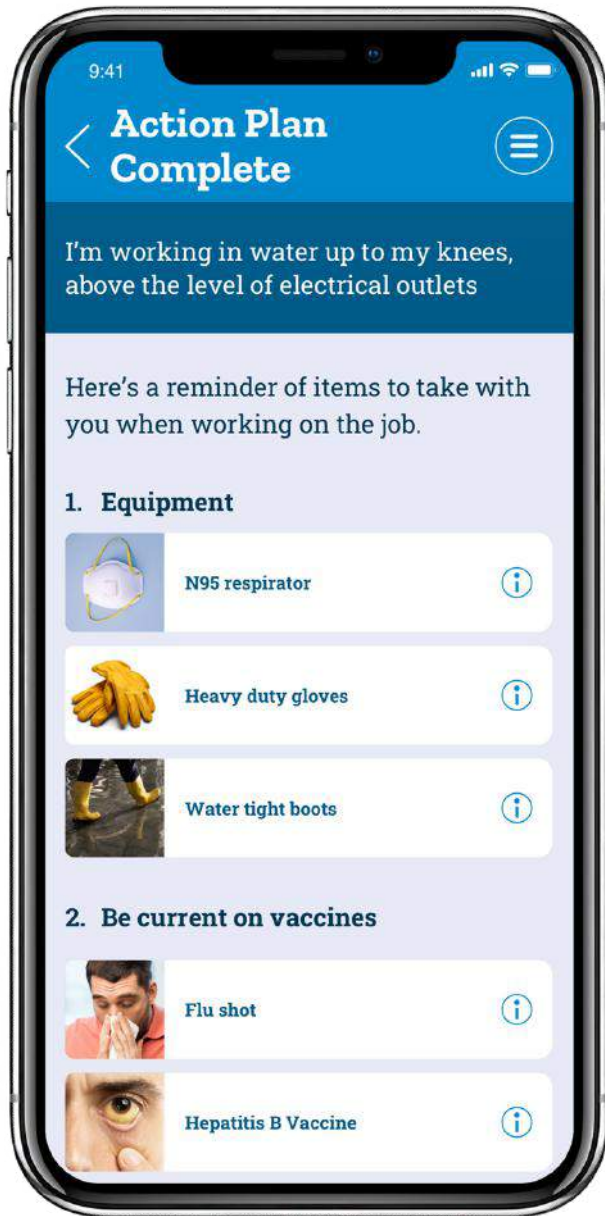 9:41
Action Plan
Complete
I'm working in water up to my knees,
above the level of electrical outlets
Here's a reminder of items to take with
you when working on the job.
1. Equipment
N95 respirator
Heavy duty gloves
Water tight boots
2. Be current on vaccines
Flu shot
Hepatitis B Vaccine